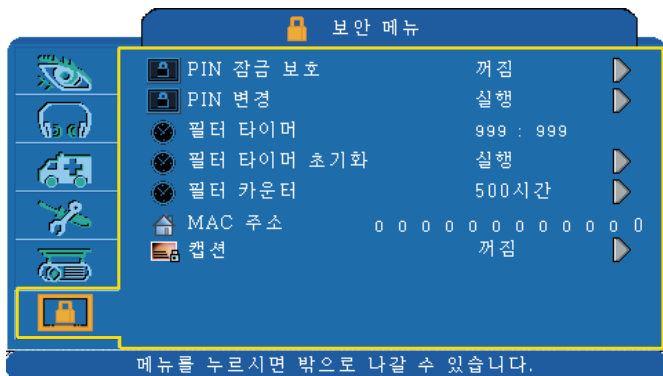 보안 메뉴
PIN 잠금 보호 꺼짐
PIN 변경 실행
필터 타이머 999 : 999
필터 타이머 초기화 실행
필터 카운터 500시간
MAC 주소 0 0 0 0 0 0 0 0 0 0 0 0
캡션 꺼짐
메뉴를 누르시면 밖으로 나갈 수 있습니다.